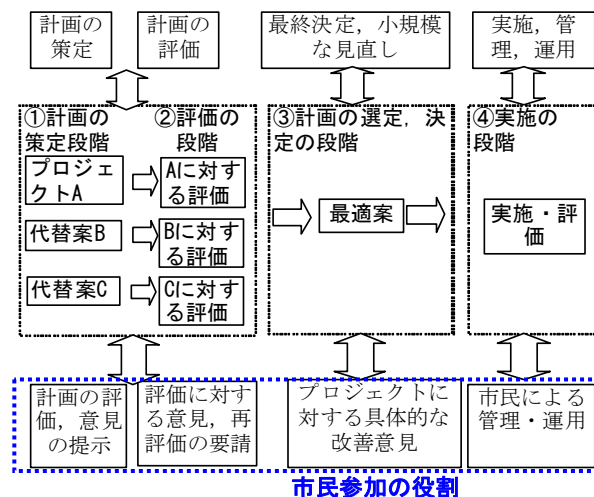 計画の
策定
計画の
評価
最終決定，小規模
な見直し
実施，管
理，運用
①計画の
策定段階
②評価の
段階
③計画の選定，決
定の段階
④実施の
段階
プロジェ
クトA
Aに対す
る評価
代替案B
Bに対す
る評価
代替案C
Cに対す
る評価
最適案
実施・評
価
計画の評
価，意見
の提示
評価に対す
る意見，再
評価の要請
プロジェクトに
対する具体的な
改善意見
市民による
管理・運用
市民参加の役割